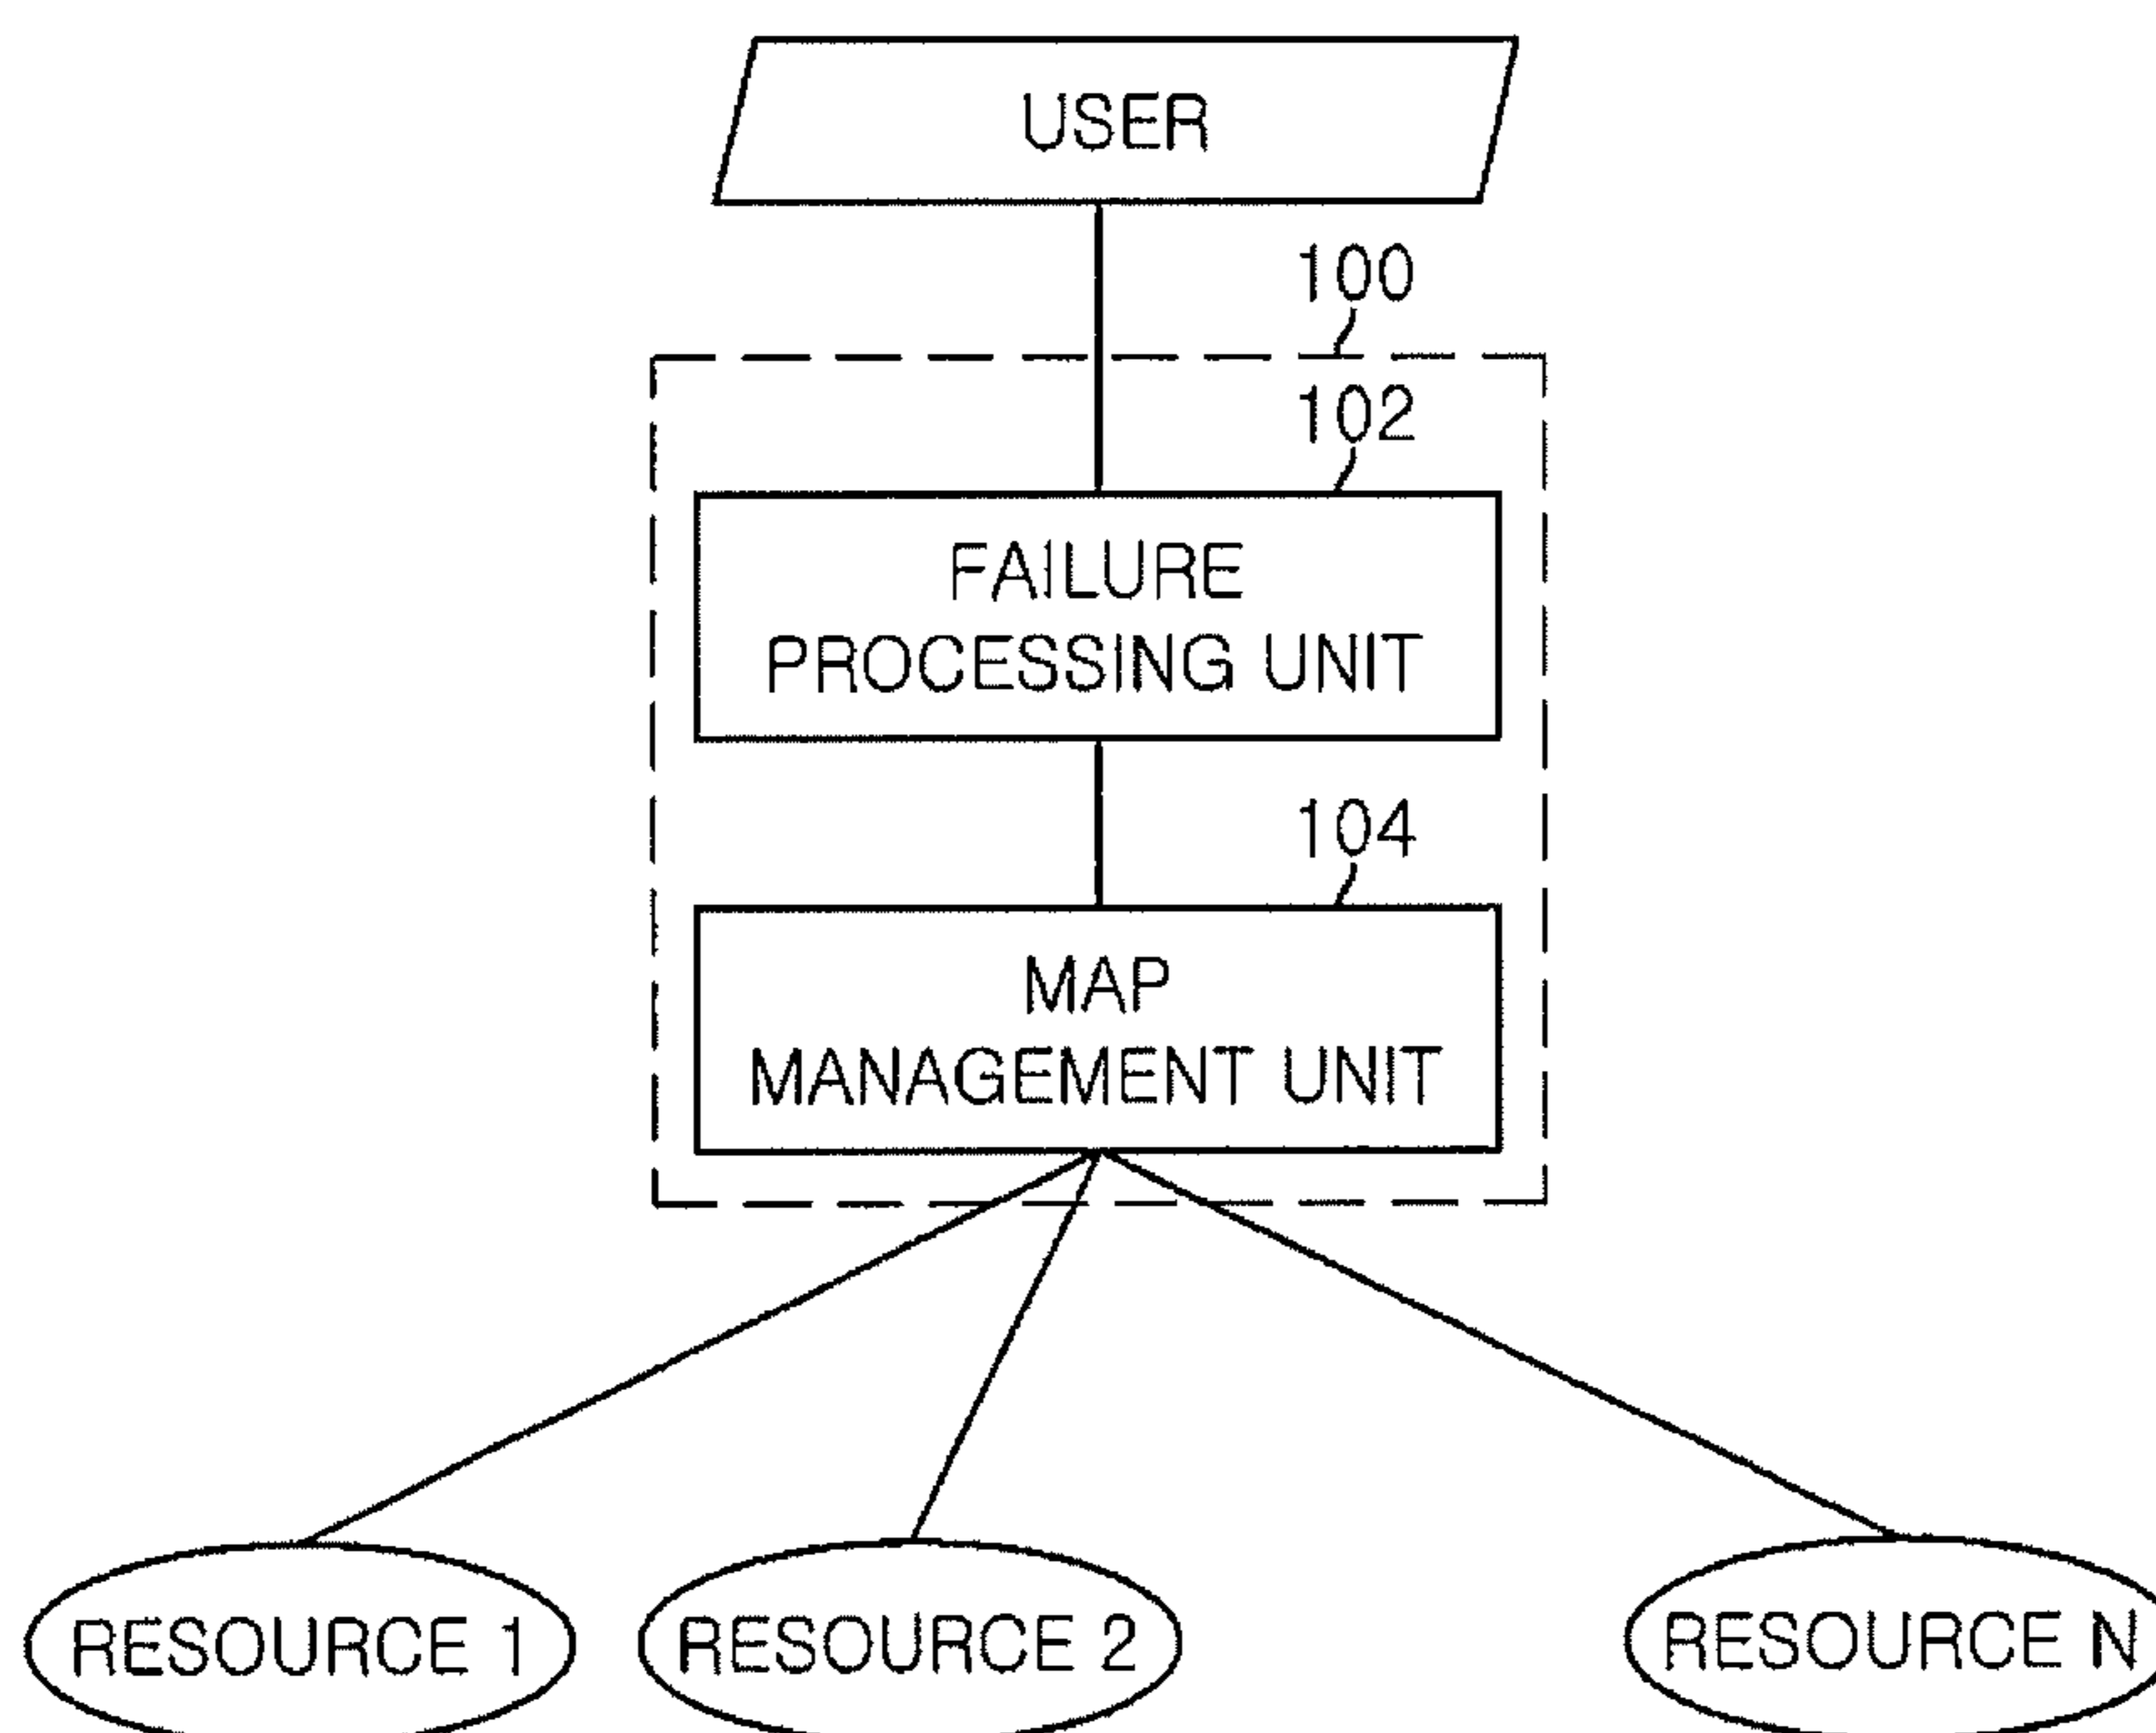 USER
100
102
FAILURE
PROCESSING UNIT
104
MAP
MANAGEMENT UNIT
RESOURCE 1
RESOURCE 2
RESOURCE N